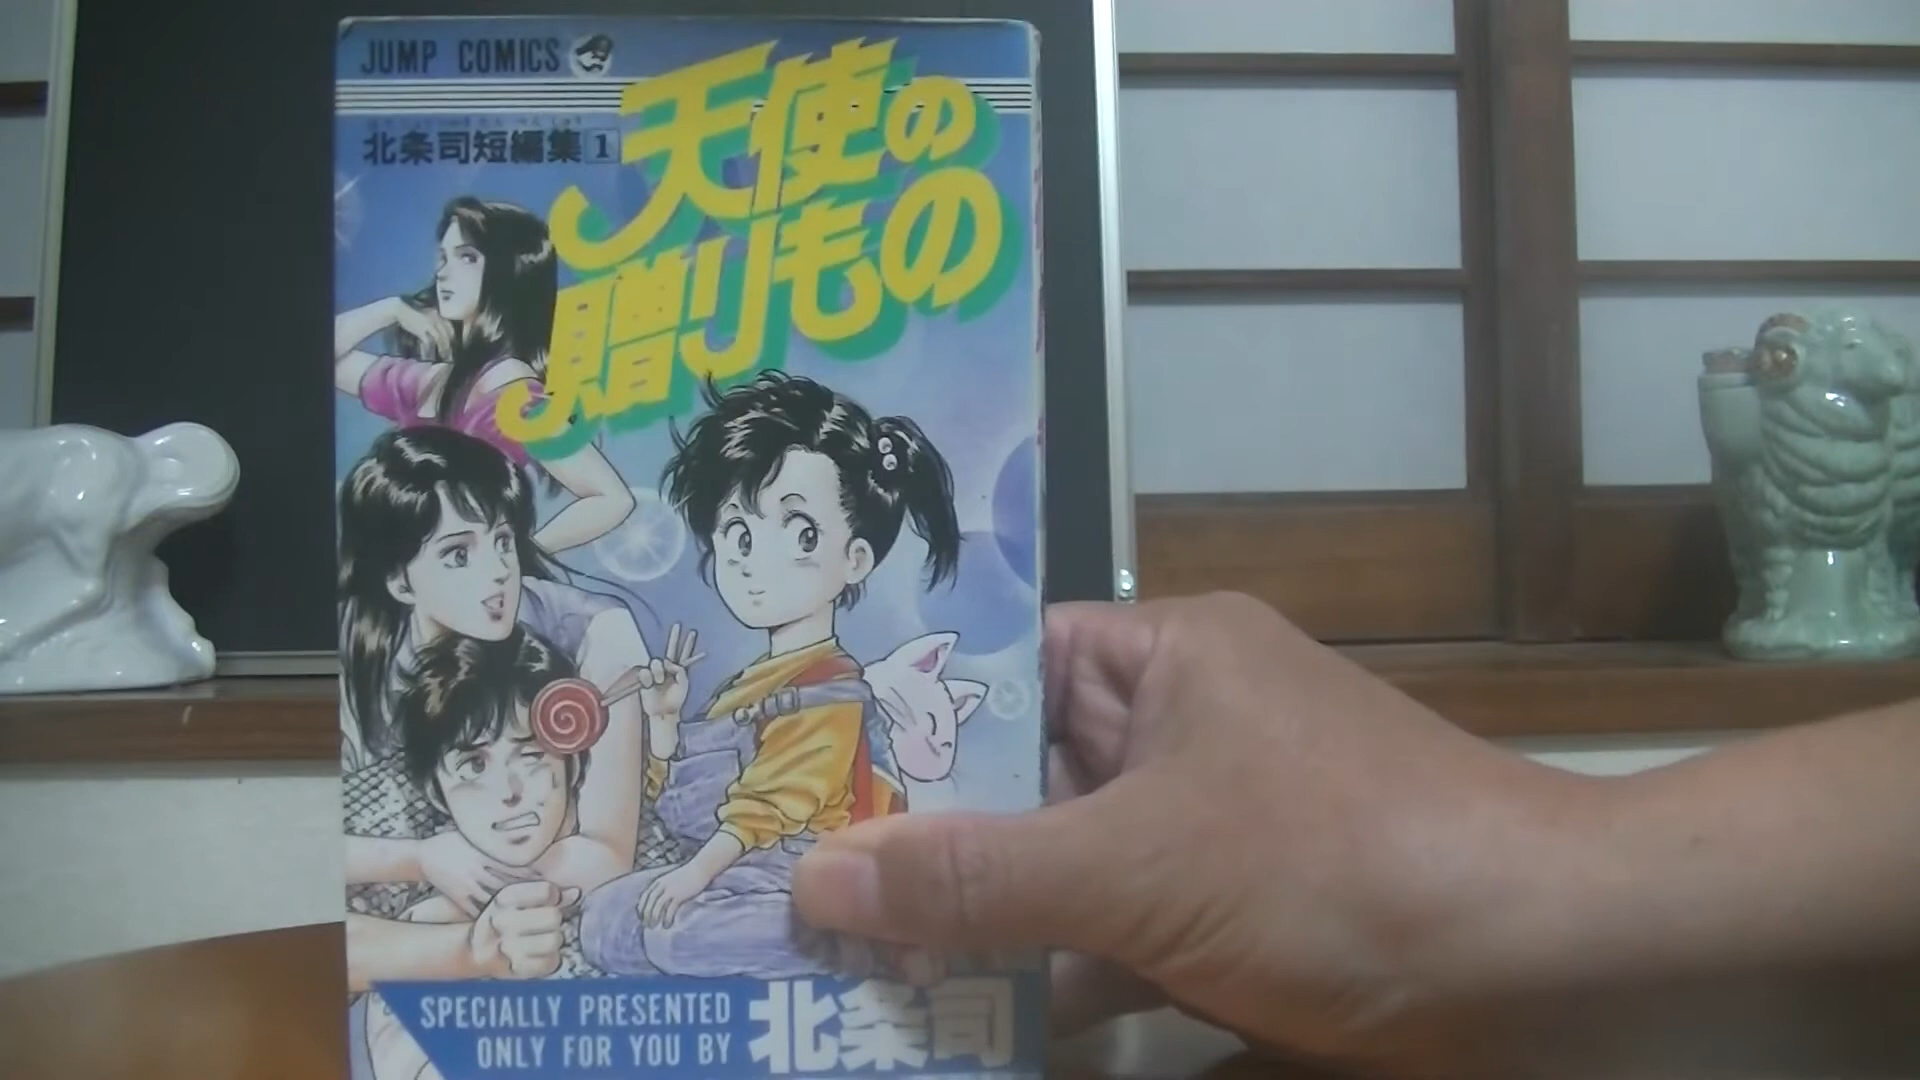 JUMP COMICS
北条司短編集1
天使の
贈りもの
SPECIALLY PRESENTED
ONLY FOR YOU BY 北条司